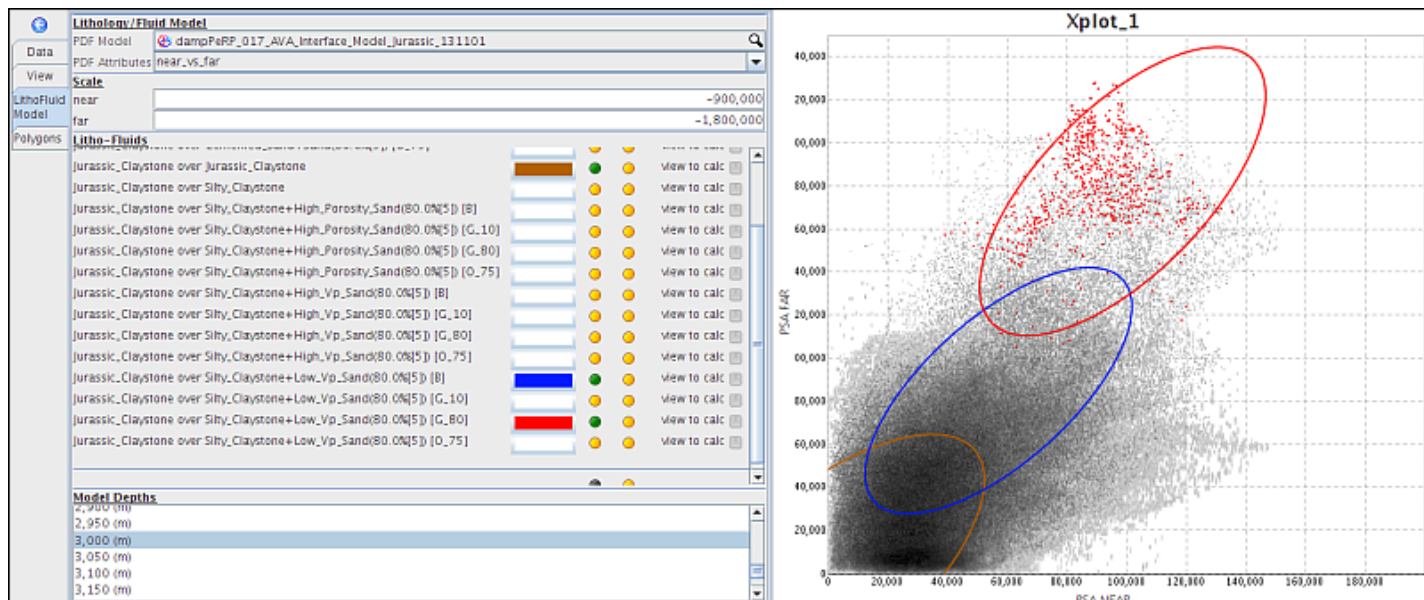 Lithology/Fluid Model
PDF Model dampPeRP_017_AVA_Interface_Model_Jurassic_131101
PDF Attributes near_vs_far
Scale
near -900,000
far -1,800,000
Data
View
LithoFluid
Model
Polygons
Litho-Fluids
Jurassic_Claystone over Jurassic_Claystone view to calc
Jurassic_Claystone over Silty_Claystone view to calc
Jurassic_Claystone over Silty_Claystone+High_Porosity_Sand(80.0%[5]) [B] view to calc
Jurassic_Claystone over Silty_Claystone+High_Porosity_Sand(80.0%[5]) [G_10] view to calc
Jurassic_Claystone over Silty_Claystone+High_Porosity_Sand(80.0%[5]) [G_80] view to calc
Jurassic_Claystone over Silty_Claystone+High_Porosity_Sand(80.0%[5]) [O_75] view to calc
Jurassic_Claystone over Silty_Claystone+High_Vp_Sand(80.0%[5]) [B] view to calc
Jurassic_Claystone over Silty_Claystone+High_Vp_Sand(80.0%[5]) [G_10] view to calc
Jurassic_Claystone over Silty_Claystone+High_Vp_Sand(80.0%[5]) [G_80] view to calc
Jurassic_Claystone over Silty_Claystone+High_Vp_Sand(80.0%[5]) [O_75] view to calc
Jurassic_Claystone over Silty_Claystone+Low_Vp_Sand(80.0%[5]) [B] view to calc
Jurassic_Claystone over Silty_Claystone+Low_Vp_Sand(80.0%[5]) [G_10] view to calc
Jurassic_Claystone over Silty_Claystone+Low_Vp_Sand(80.0%[5]) [G_80] view to calc
Jurassic_Claystone over Silty_Claystone+Low_Vp_Sand(80.0%[5]) [O_75] view to calc
Model Depths
2,900 (m)
2,950 (m)
3,000 (m)
3,050 (m)
3,100 (m)
3,150 (m)
Xplot_1
40,000
20,000
00,000
80,000
60,000
40,000
20,000
00,000
80,000
60,000
40,000
20,000
0
PSA FAR
0 20,000 40,000 60,000 80,000 100,000 120,000 140,000 160,000 180,000
PSA NEAR